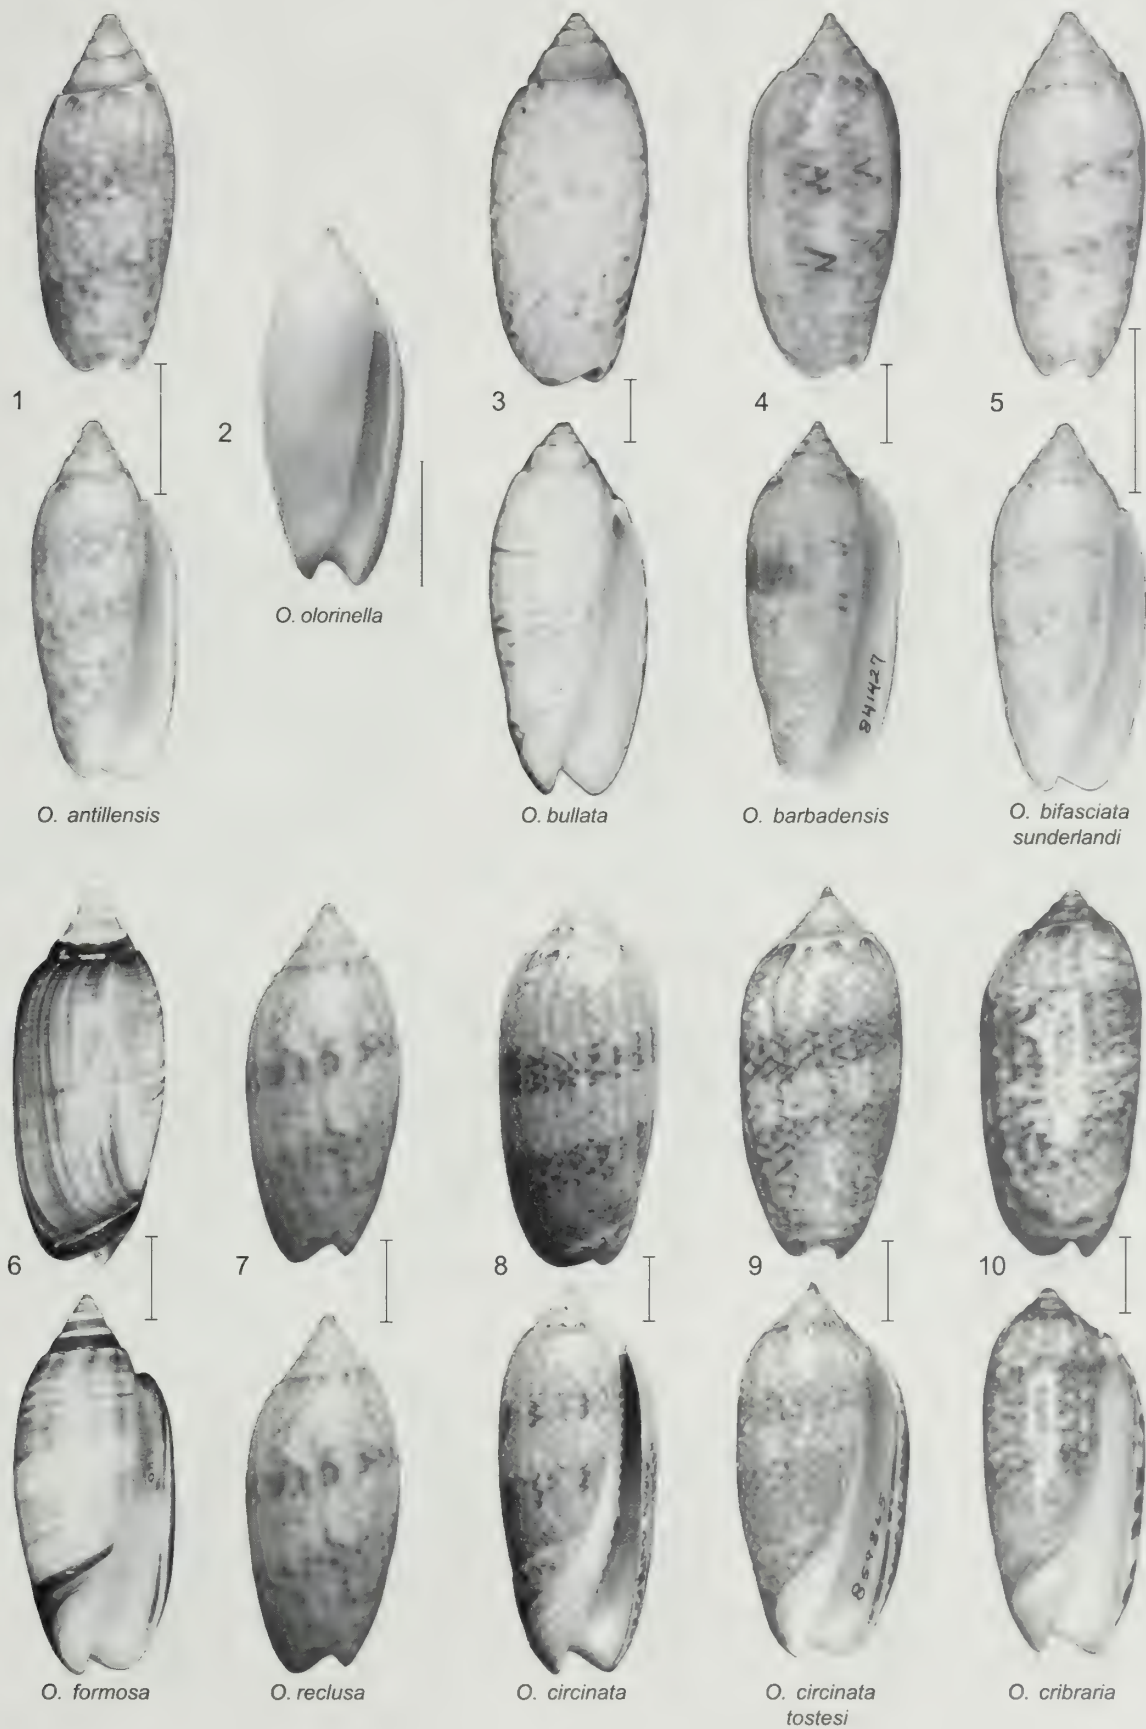 1
2
3
4
5
841427
O. olorinella
O. antillensis
O. bullata
O. barbadensis
O. bifasciata
sunderlandi
6
7
8
9
10
O. formosa
O. reclusa
O. circinata
O. circinata
tostesi
O. cribraria